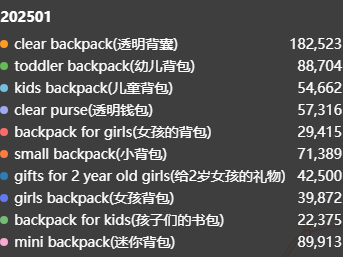 202501
clear backpack(透明背囊) 182,523
toddler backpack(幼儿背包) 88,704
kids backpack(儿童背包) 54,662
clear purse(透明钱包) 57,316
backpack for girls(女孩的背包) 29,415
small backpack(小背包) 71,389
gifts for 2 year old girls(给2岁女孩的礼物) 42,500
girls backpack(女孩背包) 39,872
backpack for kids(孩子们的书包) 22,375
mini backpack(迷你背包) 89,913